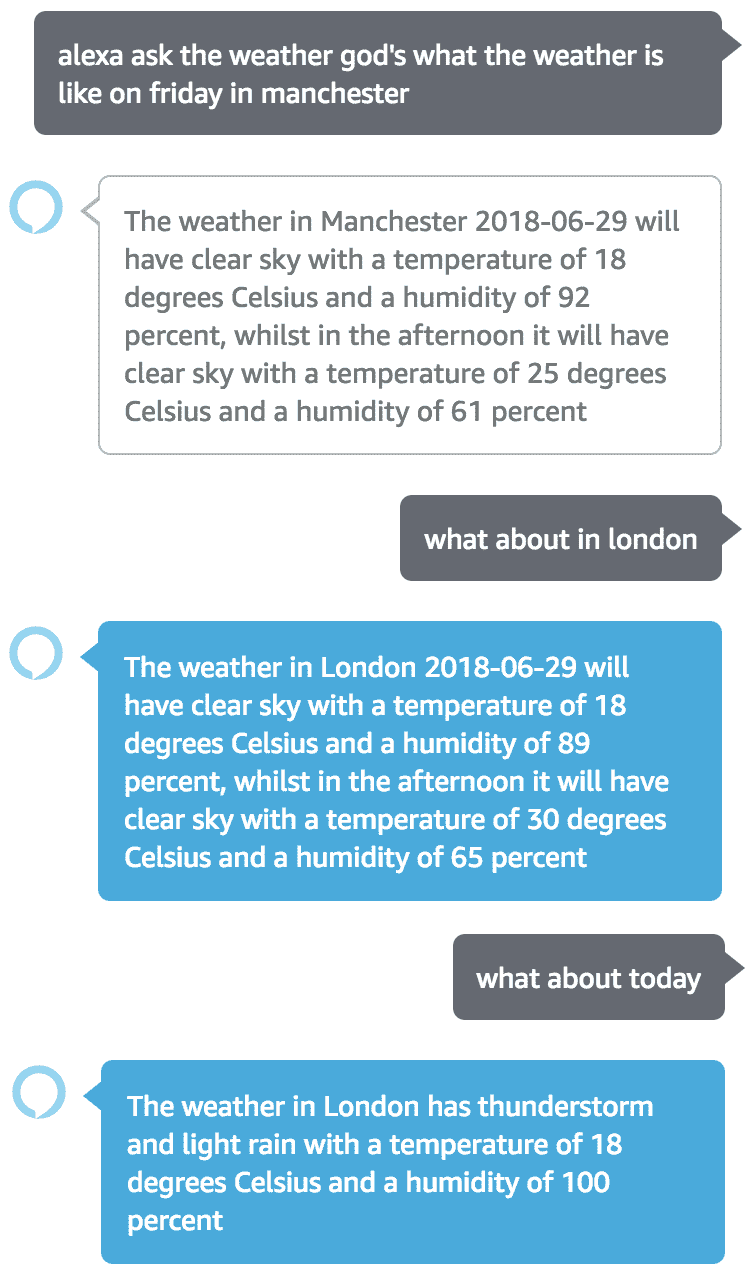 alexa ask the weather god's what the weather is
like on friday in manchester
The weather in Manchester 2018-06-29 will
have clear sky with a temperature of 18
degrees Celsius and a humidity of 92
percent, whilst in the afternoon it will have
clear sky with a temperature of 25 degrees
Celsius and a humidity of 61 percent
what about in london
The weather in London 2018-06-29 will
have clear sky with a temperature of 18
degrees Celsius and a humidity of 89
percent, whilst in the afternoon it will have
clear sky with a temperature of 30 degrees
Celsius and a humidity of 65 percent
what about today
The weather in London has thunderstorm
and light rain with a temperature of 18
degrees Celsius and a humidity of 100
percent